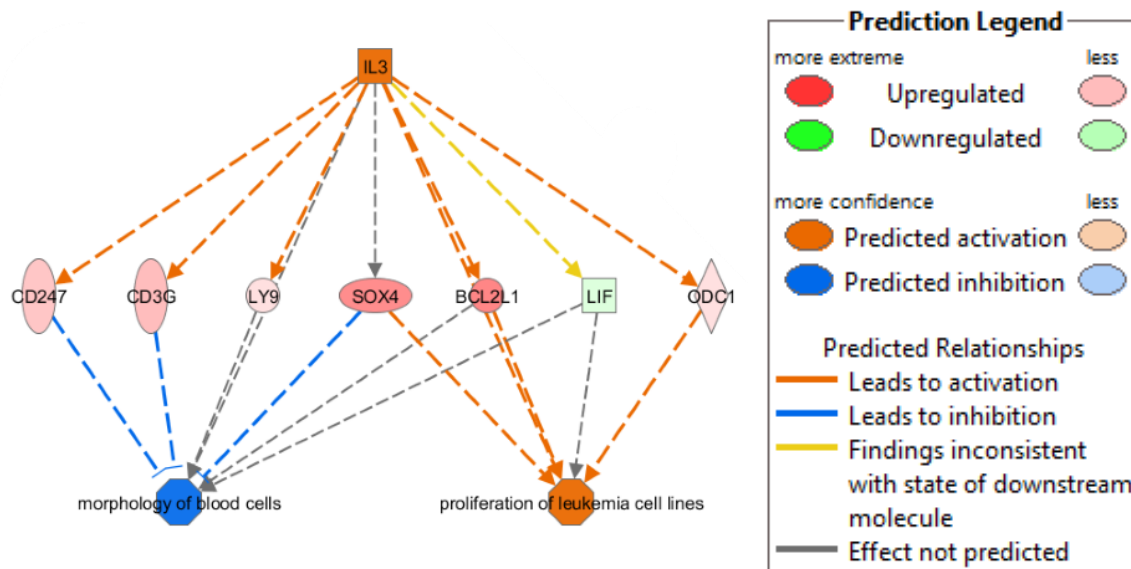 IL3
CD247
CD3G
LY9
SOX4
BCL2L1
LIF
ODC1
morphology of blood cells
proliferation of leukemia cell lines
Prediction Legend
more extreme less
Upregulated
Downregulated
more confidence less
Predicted activation
Predicted inhibition
Predicted Relationships
Leads to activation
Leads to inhibition
Findings inconsistent
with state of downstream
molecule
Effect not predicted